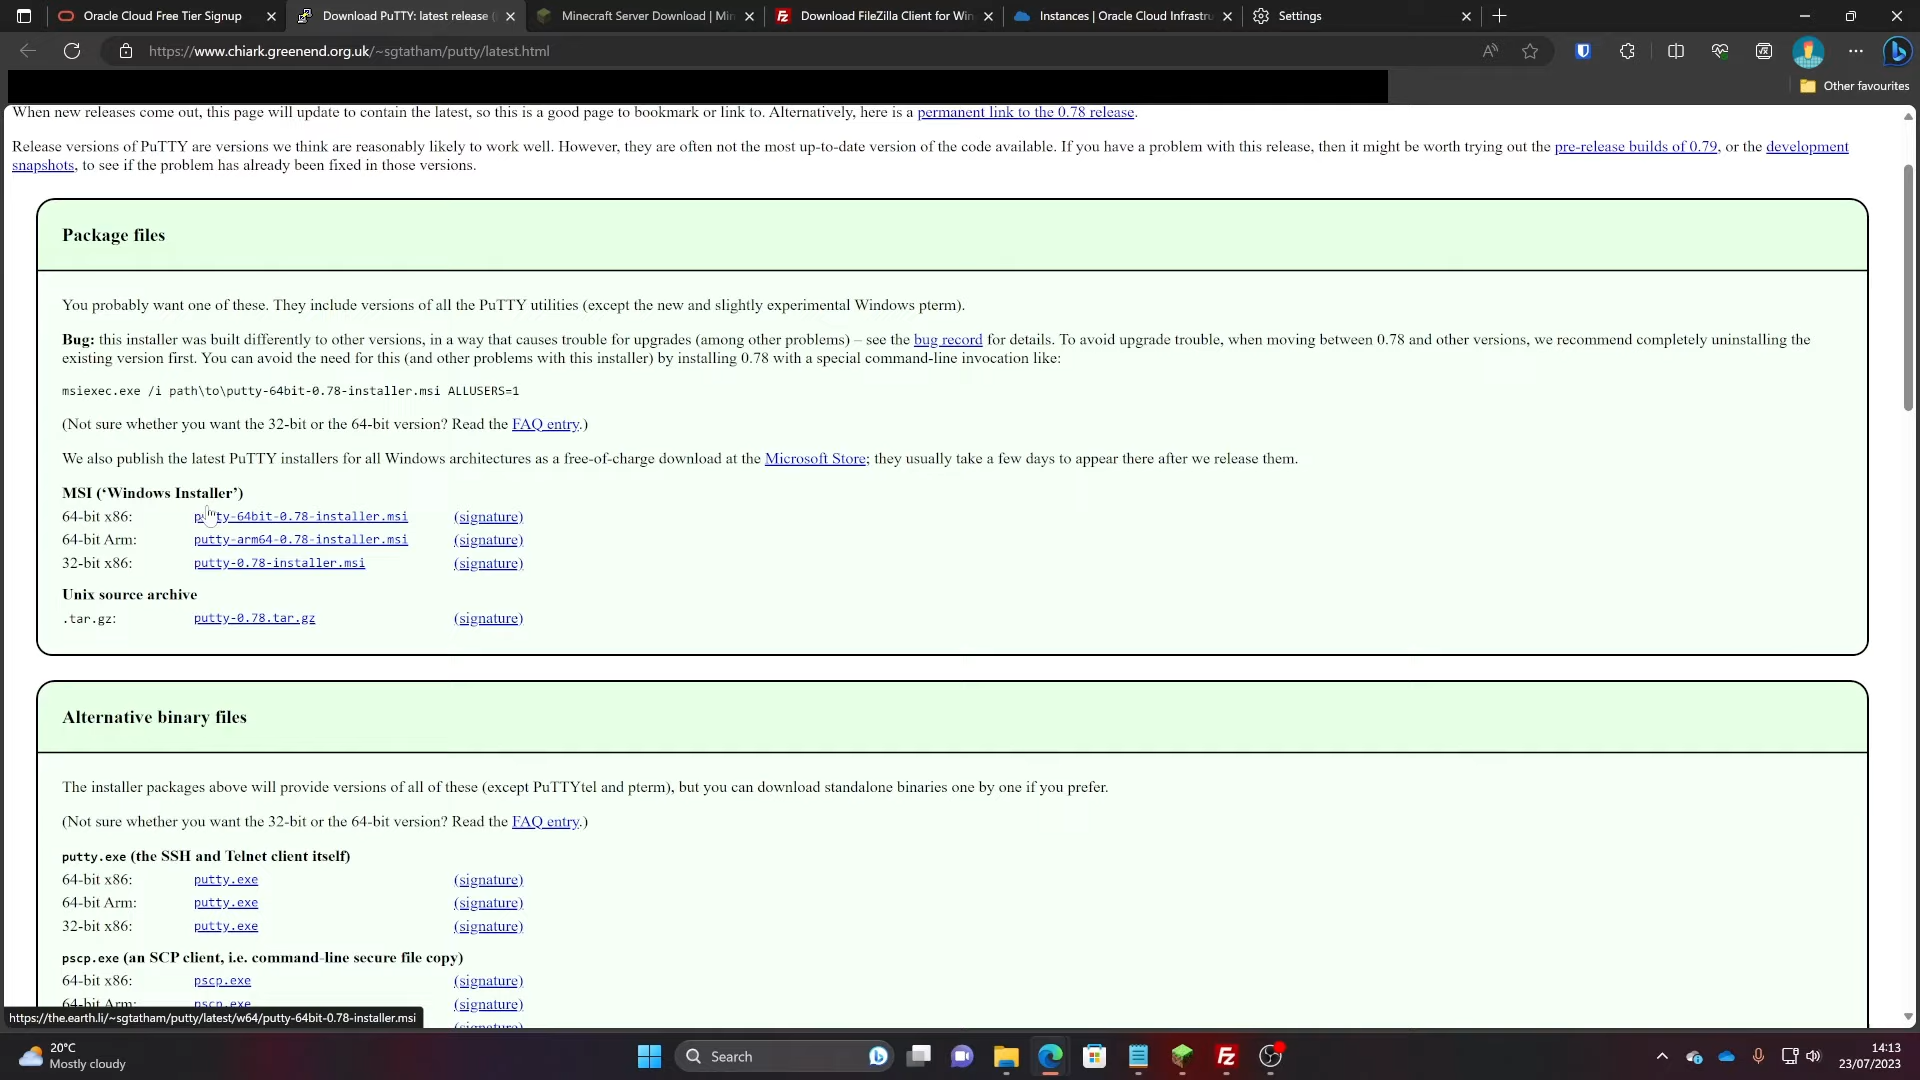 Oracle Cloud Free Tier Signup
Download PuTTY: latest release (
Minecraft Server Download | Min
Download FileZilla Client for Win
Instances | Oracle Cloud Infrastru
Settings
https://www.chiark.greenend.org.uk/~sgtatham/putty/latest.html
Other favourites
When new releases come out, this page will update to contain the latest, so this is a good page to bookmark or link to. Alternatively, here is a permanent link to the 0.78 release.
Release versions of PuTTY are versions we think are reasonably likely to work well. However, they are often not the most up-to-date version of the code available. If you have a problem with this release, then it might be worth trying out the pre-release builds of 0.79, or the development
snapshots, to see if the problem has already been fixed in those versions.
Package files
You probably want one of these. They include versions of all the PuTTY utilities (except the new and slightly experimental Windows pterm).
Bug: this installer was built differently to other versions, in a way that causes trouble for upgrades (among other problems) – see the bug record for details. To avoid upgrade trouble, when moving between 0.78 and other versions, we recommend completely uninstalling the
existing version first. You can avoid the need for this (and other problems with this installer) by installing 0.78 with a special command-line invocation like:
msiexec.exe /i path\to\putty-64bit-0.78-installer.msi ALLUSERS=1
(Not sure whether you want the 32-bit or the 64-bit version? Read the FAQ entry.)
We also publish the latest PuTTY installers for all Windows architectures as a free-of-charge download at the Microsoft Store; they usually take a few days to appear there after we release them.
MSI (‘Windows Installer’)
64-bit x86: putty-64bit-0.78-installer.msi (signature)
64-bit Arm: putty-arm64-0.78-installer.msi (signature)
32-bit x86: putty-0.78-installer.msi (signature)
Unix source archive
.tar.gz: putty-0.78.tar.gz (signature)
Alternative binary files
The installer packages above will provide versions of all of these (except PuTTYtel and pterm), but you can download standalone binaries one by one if you prefer.
(Not sure whether you want the 32-bit or the 64-bit version? Read the FAQ entry.)
putty.exe (the SSH and Telnet client itself)
64-bit x86: putty.exe (signature)
64-bit Arm: putty.exe (signature)
32-bit x86: putty.exe (signature)
pscp.exe (an SCP client, i.e. command-line secure file copy)
64-bit x86: pscp.exe (signature)
64-bit Arm: pscp.exe (signature)
(signature)
https://the.earth.li/~sgtatham/putty/latest/w64/putty-64bit-0.78-installer.msi
20°C
Mostly cloudy
Search
14:13
23/07/2023